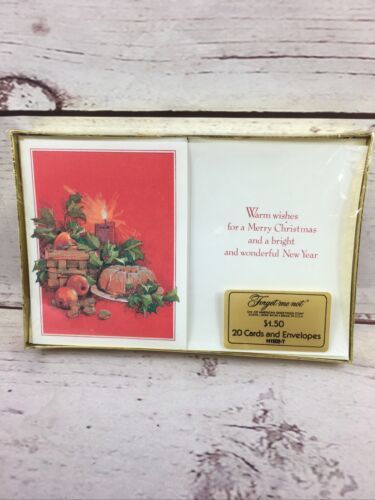 Warm wishes
for a Merry Christmas
and a bright
and wonderful New Year
Forget me not
$1.50
20 Cards and Envelopes